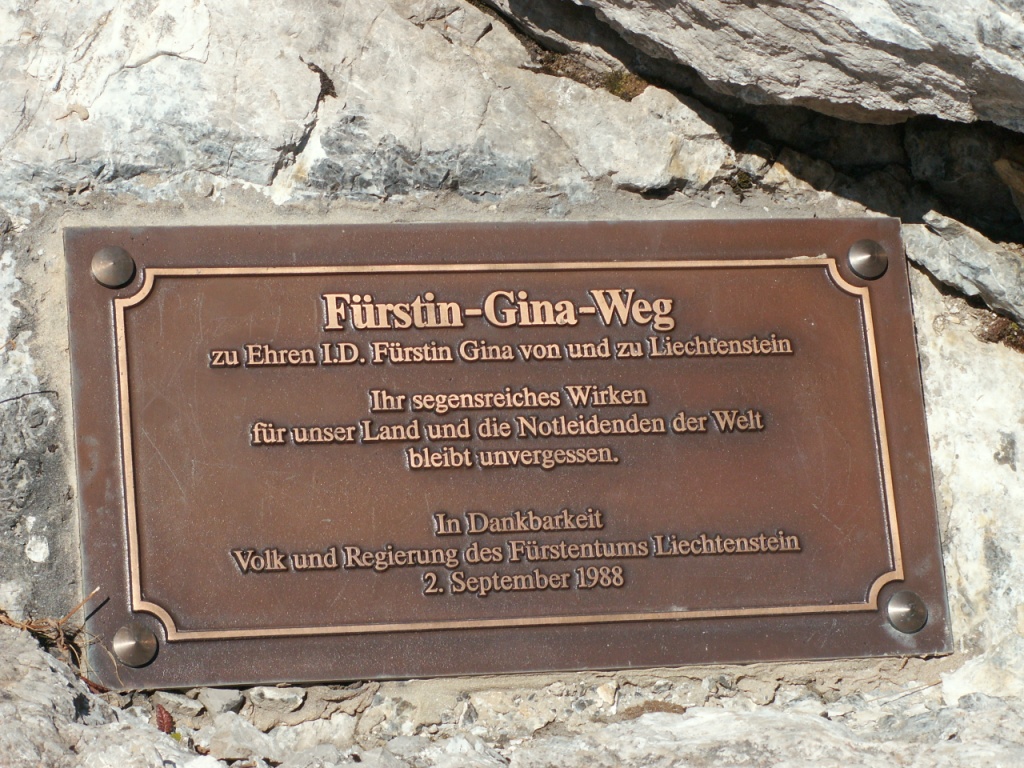 Fürstin-Gina-Weg
zu Ehren I.D. Fürstin Gina von und zu Liechtenstein
Ihr segensreiches Wirken
für unser Land und die Notleidenden der Welt
bleibt unvergessen.
In Dankbarkeit
Volk und Regierung des Fürstentums Liechtenstein
2. September 1988